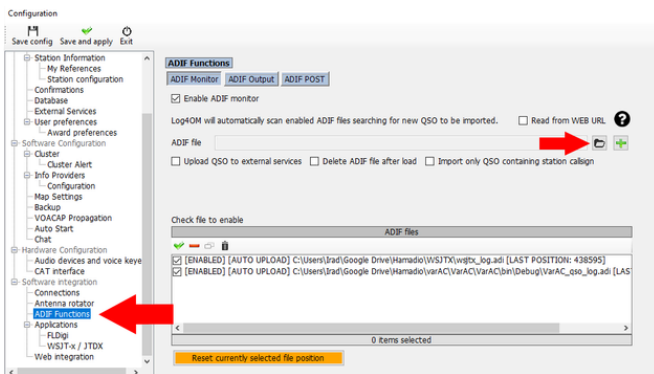 Configuration
Save config Save and apply Exit
Station Information
My References
Station configuration
Confirmations
Database
External Services
User preferences
Award preferences
Software Configuration
Cluster
Cluster Alert
Info Providers
Configuration
Map Settings
Backup
VOACAP Propagation
Auto Start
Chat
Hardware Configuration
Audio devices and voice keye
CAT interface
Software integration
Connections
Antenna rotator
ADIF Functions
Applications
FLDigi
WSJT-x / JTDX
Web integration
ADIF Functions
ADIF Monitor ADIF Output ADIF POST
Enable ADIF monitor
Log4OM will automatically scan enabled ADIF files searching for new QSO to be imported. Read from WEB URL ?
ADIF file
Upload QSO to external services Delete ADIF file after load Import only QSO containing station callsign
Check file to enable
ADIF files
[ENABLED] [AUTO UPLOAD] C:\Users\Irad\Google Drive\Hamadio\WSJTX\wsjtx_log.adi [LAST POSITION: 438595]
[ENABLED] [AUTO UPLOAD] C:\Users\Irad\Google Drive\Hamadio\varAC\VarAC\VarAC\bin\Debug\VarAC_qso_log.adi [LAS
0 items selected
Reset currently selected file position